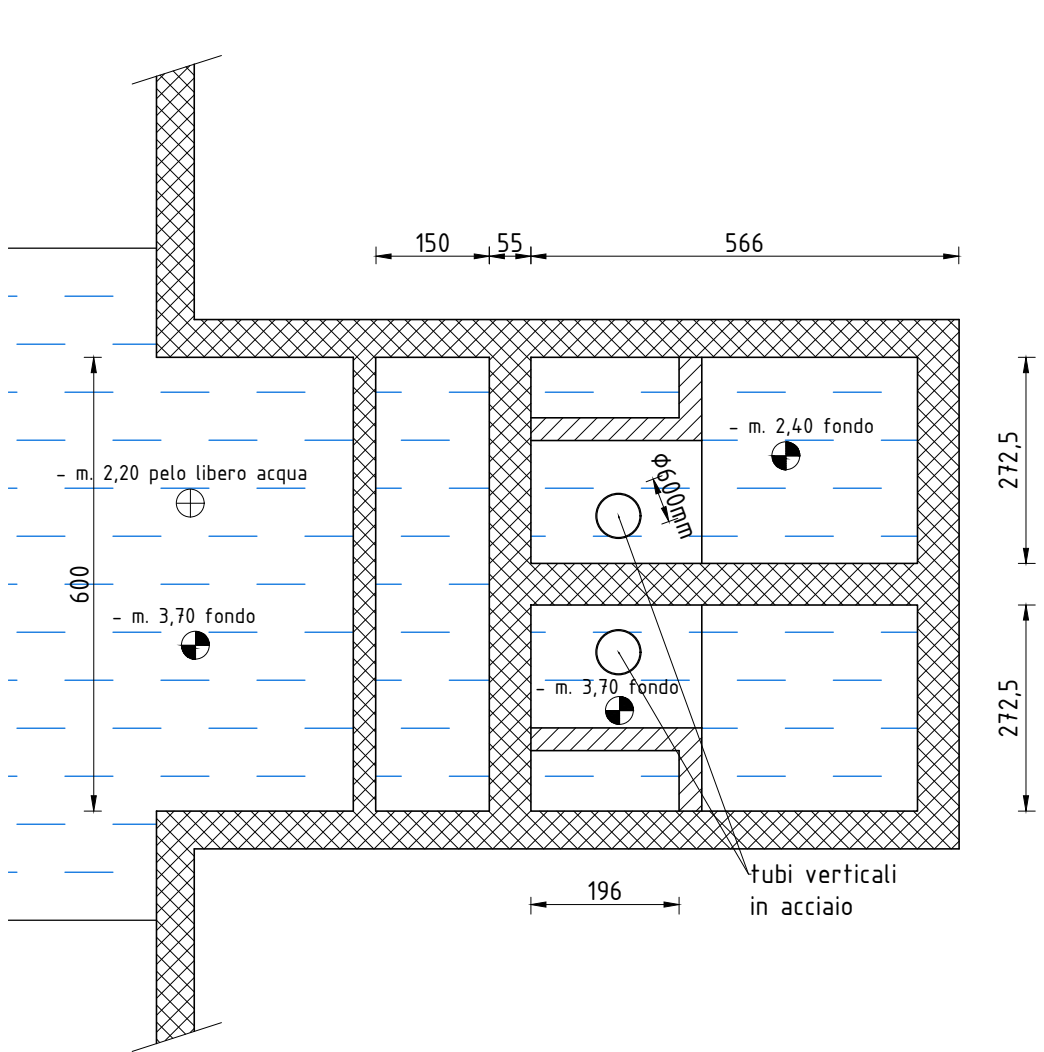 150
55
566
- m. 2,40 fondo
272,5
- m. 2,20 pelo libero acqua
Φ600mm
600
- m. 3,70 fondo
- m. 3,70 fondo
272,5
tubi verticali
in acciaio
196